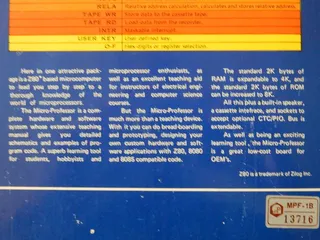 RELA Relative address calculation, calculates and stores relative address.
TAPE WR Store data to the cassette tape.
TAPE RD Load data from the cassette.
INTR Maskable interrupt.
USER KEY User defined key.
0-F Hex-digits or register selection.
Here in one attractive pack-
age is a Z80® based microcomputer
to lead you step by step to a
thorough knowledge of the
world of microprocessors.
The Micro-Professor is a com-
plete hardware and software
system whose extensive teaching
manual gives you detailed
schematics and examples of pro-
gram code. A superb learning tool
for students, hobbyists and
microprocessor enthusiasts, as
well as an excellent teaching aid
for instructors of electrical engi-
neering and computer science
courses.
But the Micro-Professor is
much more than a teaching device.
With it you can do bread-boarding
and prototyping, designing your
own custom hardware and soft-
ware applications with Z80, 8080
and 8085 compatible code.
The standard 2K bytes of
RAM is expandable to 4K, and
the standard 2K bytes of ROM
can be increased to 8K.
All this plus a built-in speaker,
a cassette interface, and sockets to
accept optional CTC/PIO. Bus is
extendable.
As well as being an exciting
learning tool, the Micro-Professor
is a great low-board for
OEM's.
Z80 is trademark of Zilog Inc.
MPF-1B
13716